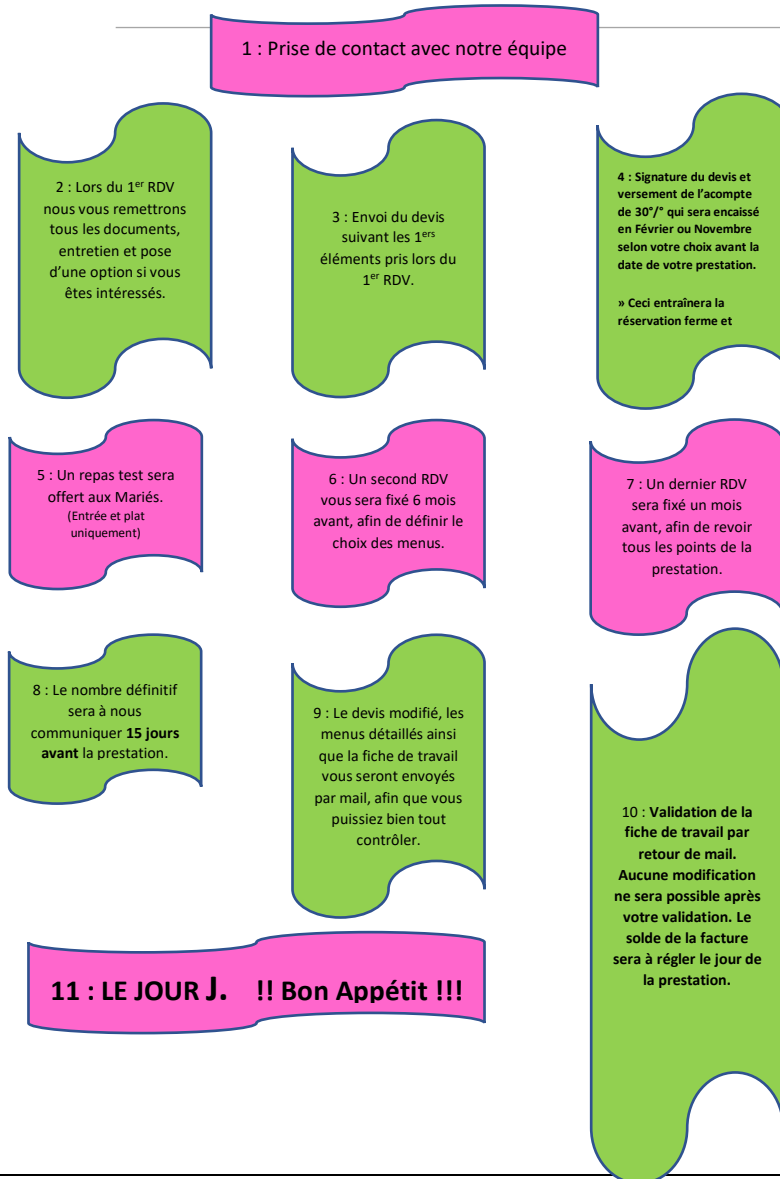 1 : Prise de contact avec notre équipe
2 : Lors du 1er RDV
nous vous remettrons
tous les documents,
entretien et pose
d’une option si vous
êtes intéressés.
3 : Envoi du devis
suivant les 1ers
éléments pris lors du
1er RDV.
4 : Signature du devis et
versement de l’acompte
de 30°/° qui sera encaissé
en Février ou Novembre
selon votre choix avant la
date de votre prestation.
» Ceci entraînera la
réservation ferme et
5 : Un repas test sera
offert aux Mariés.
(Entrée et plat
uniquement)
6 : Un second RDV
vous sera fixé 6 mois
avant, afin de définir le
choix des menus.
7 : Un dernier RDV
sera fixé un mois
avant, afin de revoir
tous les points de la
prestation.
8 : Le nombre définitif
sera à nous
communiquer 15 jours
avant la prestation.
9 : Le devis modifié, les
menus détaillés ainsi
que la fiche de travail
vous seront envoyés
par mail, afin que vous
puissiez bien tout
contrôler.
10 : Validation de la
fiche de travail par
retour de mail.
Aucune modification
ne sera possible après
votre validation. Le
solde de la facture
sera à régler le jour de
la prestation.
11 : LE JOUR J. !! Bon Appétit !!!